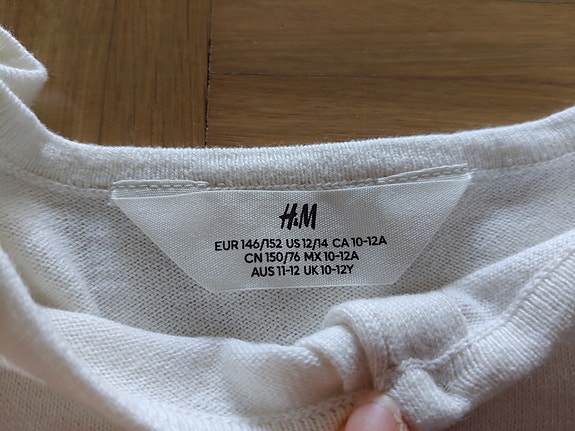 H&M
EUR 146/152 US 12/14 CA 10-12A
CN 150/76 MX 10-12A
AUS 11-12 UK 10-12Y